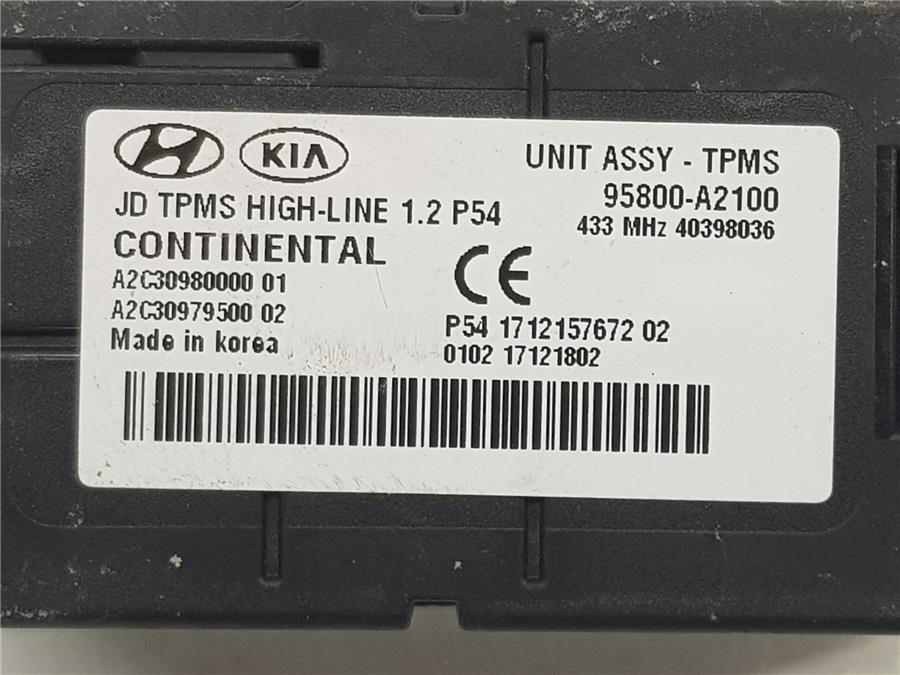 KIA
UNIT ASSY - TPMS
95800-A2100
433 MHz 40398036
JD TPMS HIGH-LINE 1.2 P54
CONTINENTAL
A2C30980000 01
A2C30979500 02
Made in korea
CE
P54 1712157672 02
0102 17121802